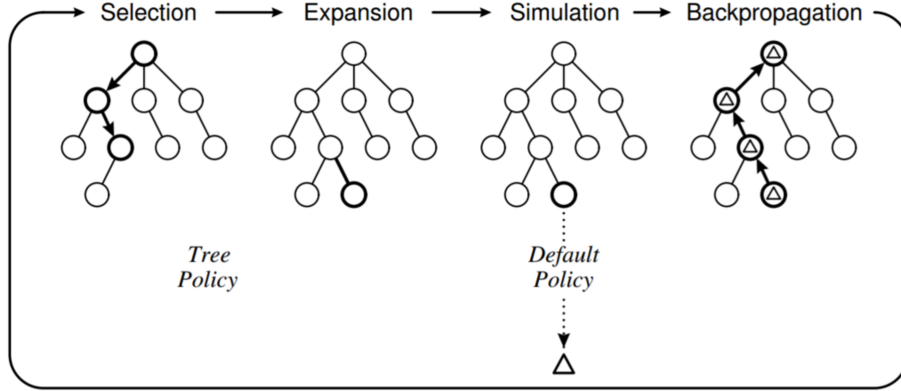 Selection Expansion Simulation Backpropagation
Tree
Policy
Default
Policy